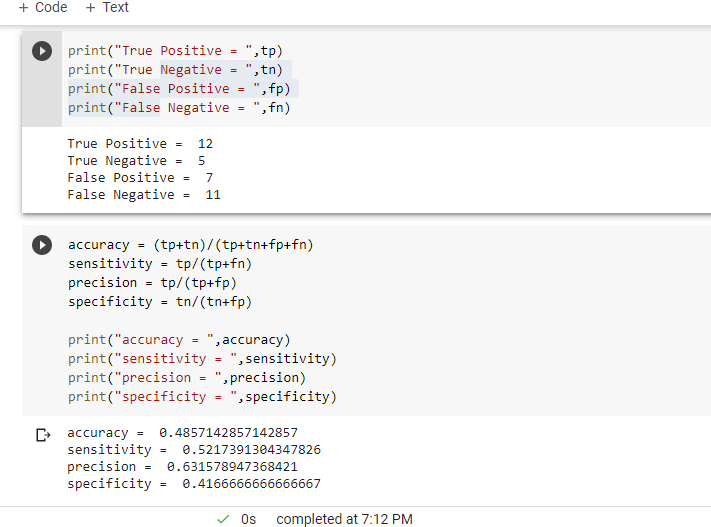 + Code + Text
print("True Positive = ",tp)
print("True Negative = ",tn)
print("False Positive = ",fp)
print("False Negative = ",fn)
True Positive =  12
True Negative =  5
False Positive =  7
False Negative =  11
accuracy = (tp+tn)/(tp+tn+fp+fn)
sensitivity = tp/(tp+fn)
precision = tp/(tp+fp)
specificity = tn/(tn+fp)
print("accuracy = ",accuracy)
print("sensitivity = ",sensitivity)
print("precision = ",precision)
print("specificity = ",specificity)
accuracy =  0.4857142857142857
sensitivity =  0.5217391304347826
precision =  0.631578947368421
specificity =  0.4166666666666667
0s completed at 7:12 PM